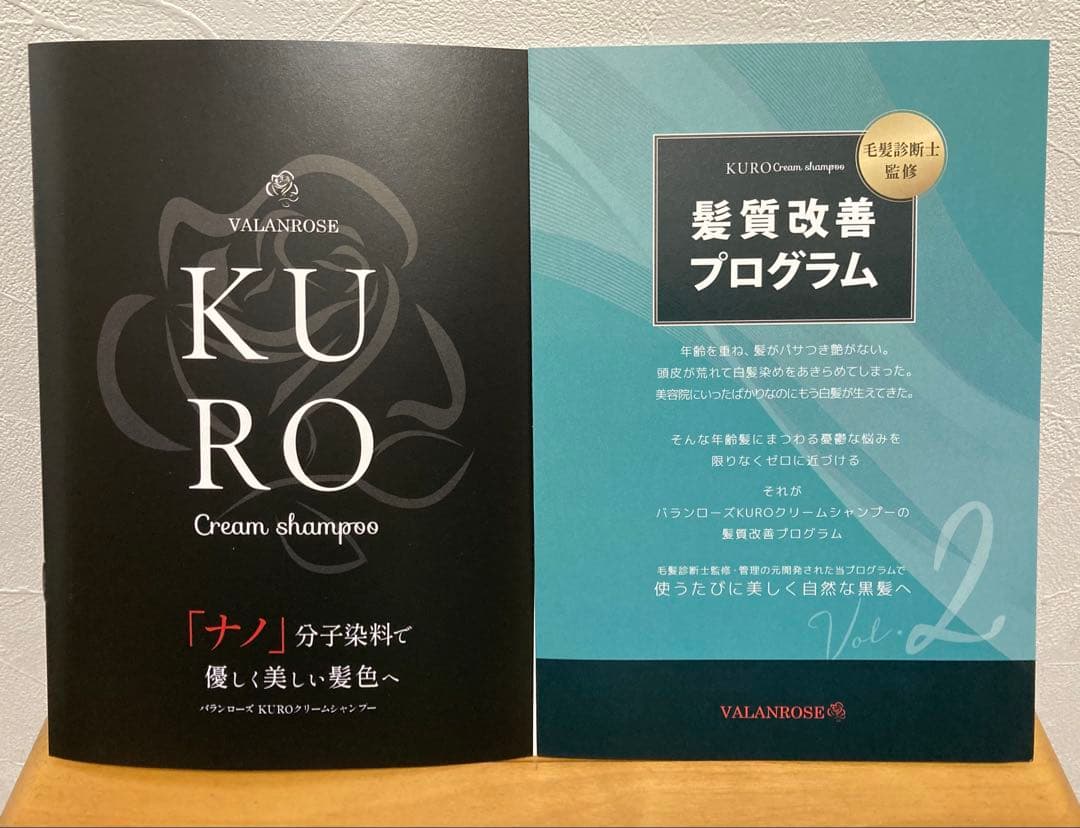 VALANROSE
KU
RO
Cream shampoo
「ナノ」分子染料で
優しく美しい髪色へ
バランローズ KUROクリームシャンプー
毛髪診断士
監修
KURO Cream shampoo
髪質改善
プログラム
年齢を重ね、髪がパサつき艶がない。
頭皮が荒れて白髪染めをあきらめてしまった。
美容院にいったばかりなのにもう白髪が生えてきた。
そんな年齢髪にまつわる憂鬱な悩みを
限りなくゼロに近づける
それが
バランローズKUROクリームシャンプーの
髪質改善プログラム
毛髪診断士監修・管理の元開発された当プログラムで
使うたびに美しく自然な黒髪へ
Vol.2
VALANROSE